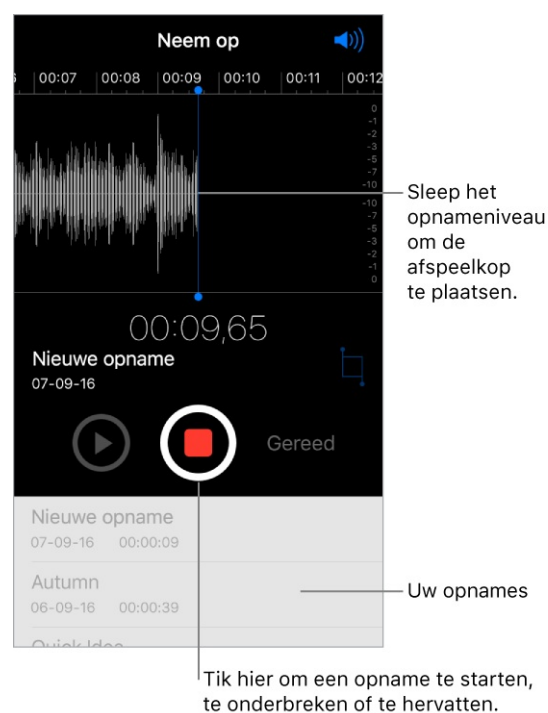 Neem op
00:07 00:08 00:09 00:10 00:11 00:12
0
-1
-2
-3
-5
-7
-10
-10
-7
-5
-3
-2
-1
0
Sleep het
opnameniveau
om de
afspeelkop
te plaatsen.
00:09,65
Nieuwe opname
07-09-16
Gereed
Nieuwe opname
07-09-16 00:00:09
Autumn
06-09-16 00:00:39
Uw opnames
Quick Idea
Tik hier om een opname te starten,
te onderbreken of te hervatten.